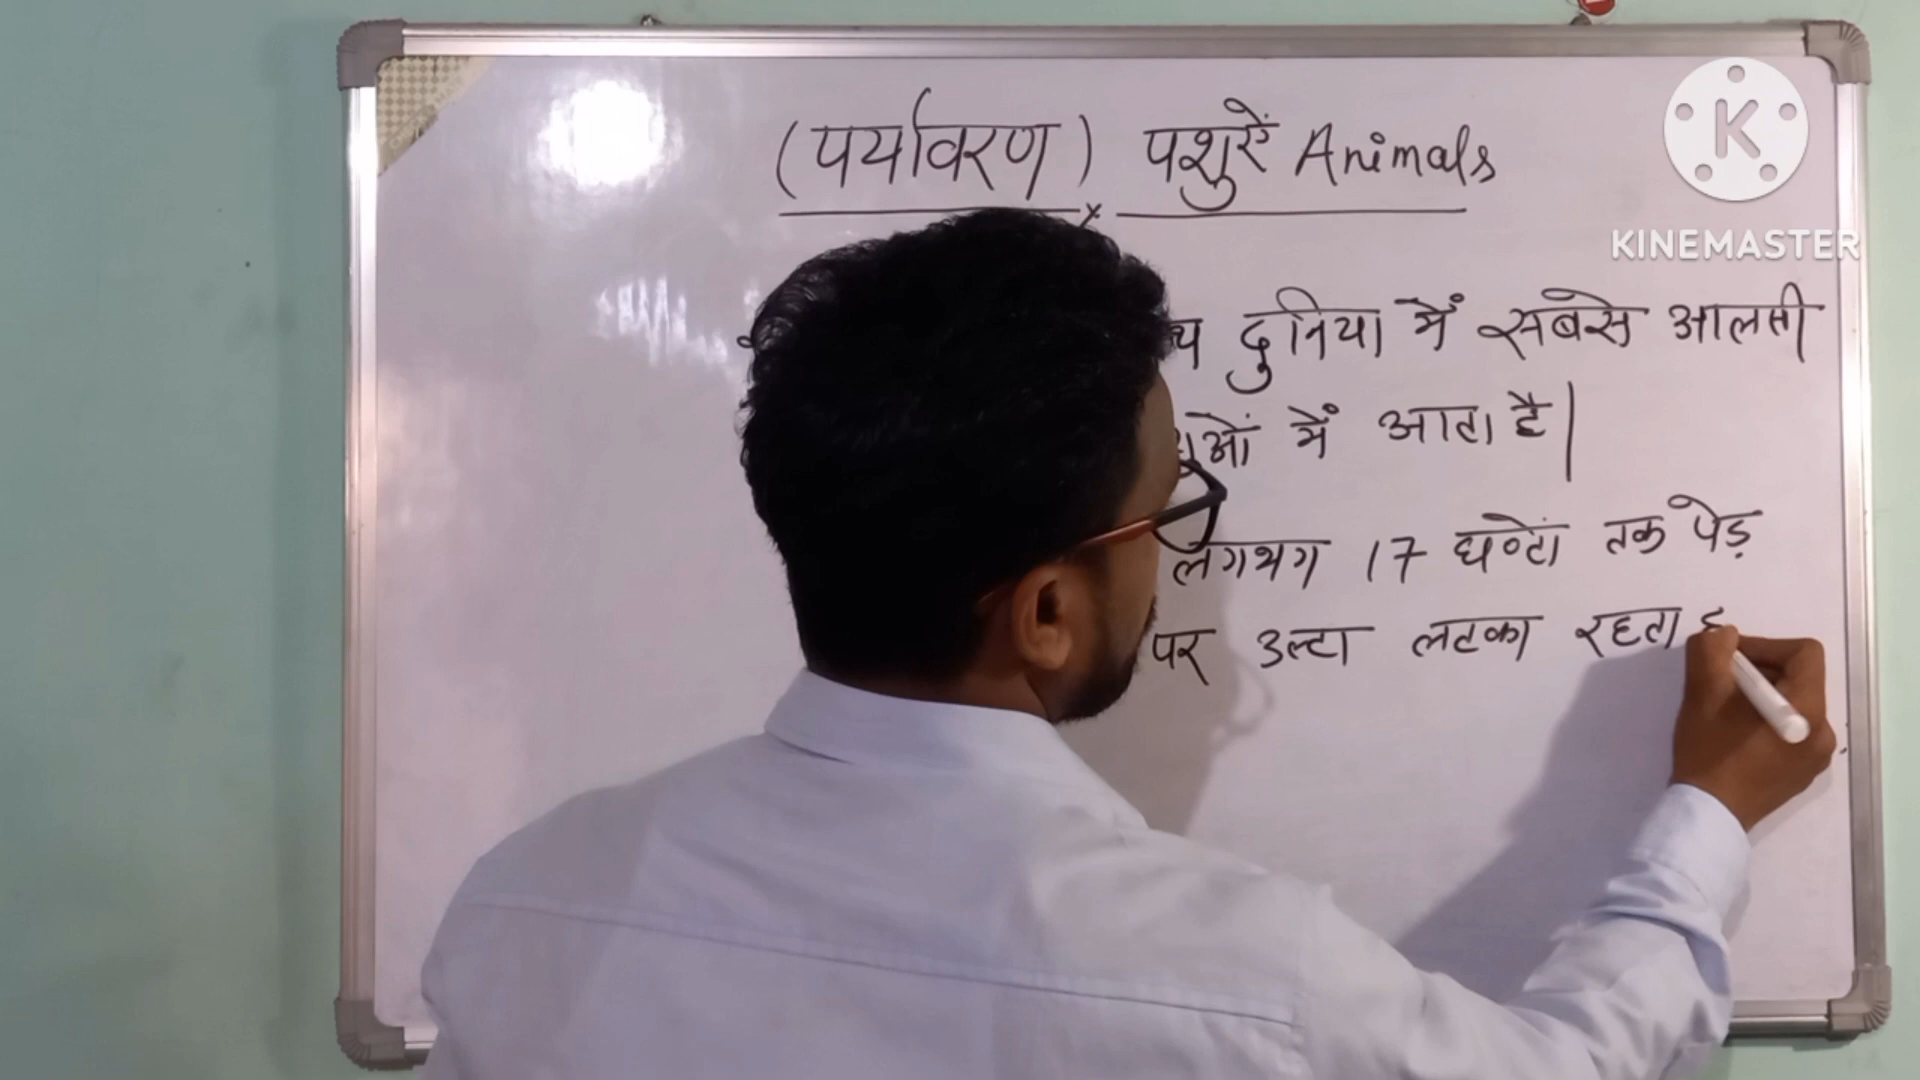 (पर्यावरण) पशुएँ Animals
दुनिया में सबसे आलसी
में आता है।
लगभग 17 घण्टों तक पेड़
पर उल्टा लटका रहता
K
KINEMASTER